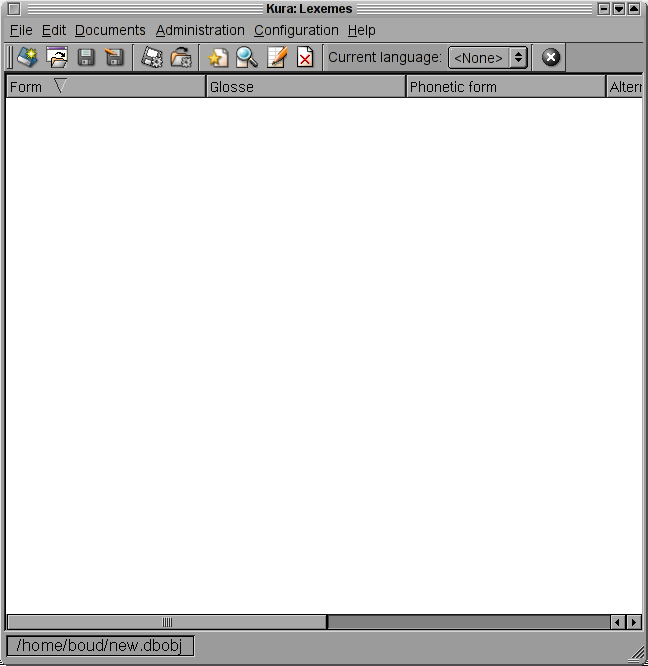 Kura: Lexemes
File Edit Documents Administration Configuration Help
Current language: <None>
Form Glosse Phonetic form Altern
/home/boud/new.dbobj